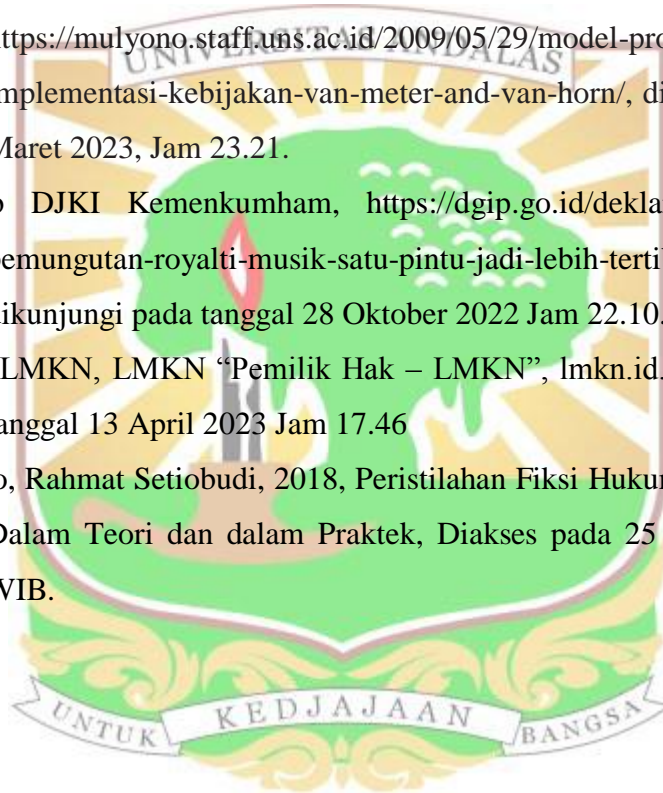 https://mulyono.staff.uns.ac.id/2009/05/29/model-pro
UNIVERSITAS ANDALAS
mplementasi-kebijakan-van-meter-and-van-horn/, di
Maret 2023, Jam 23.21.
o DJKI Kemenkumham, https://dgip.go.id/dekla
pemungutan-royalti-musik-satu-pintu-jadi-lebih-terti
dikunjungi pada tanggal 28 Oktober 2022 Jam 22.10.
LMKN, LMKN “Pemilik Hak – LMKN”, lmkn.id.
tanggal 13 April 2023 Jam 17.46
o, Rahmat Setiobudi, 2018, Peristilahan Fiksi Hukum
Dalam Teori dan dalam Praktek, Diakses pada 25
WIB.
UNTUK KEDJAJAAN BANGSA